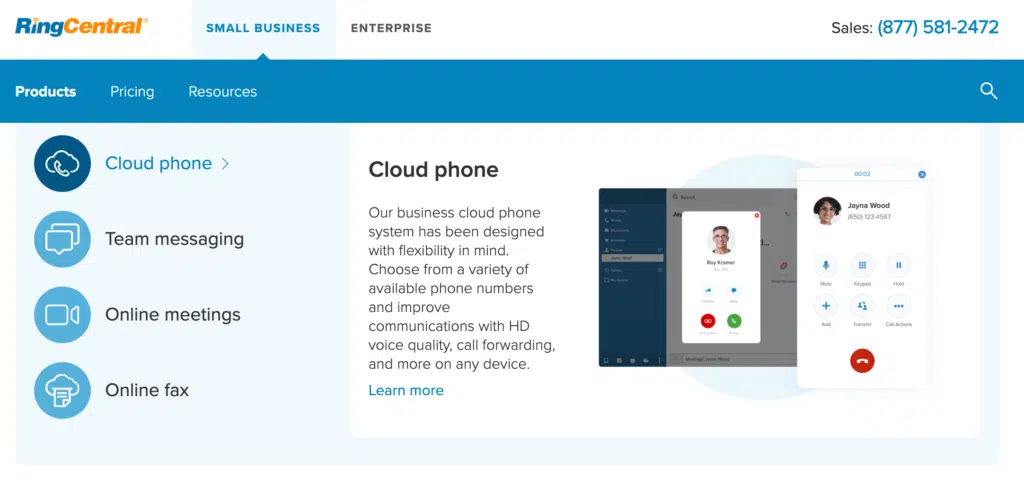 RingCentral®
SMALL BUSINESS
ENTERPRISE
Sales: (877) 581-2472
Products
Pricing
Resources
Cloud phone >
Team messaging
Online meetings
Online fax
Cloud phone
Our business cloud phone
system has been designed
with flexibility in mind.
Choose from a variety of
available phone numbers
and improve
communications with HD
voice quality, call forwarding,
and more on any device.
Learn more
Search
Roy Kramer
00:02
Jayna Wood
(650) 123-4567
Mute
Keypad
Hold
Add
Transfer
Call Actions